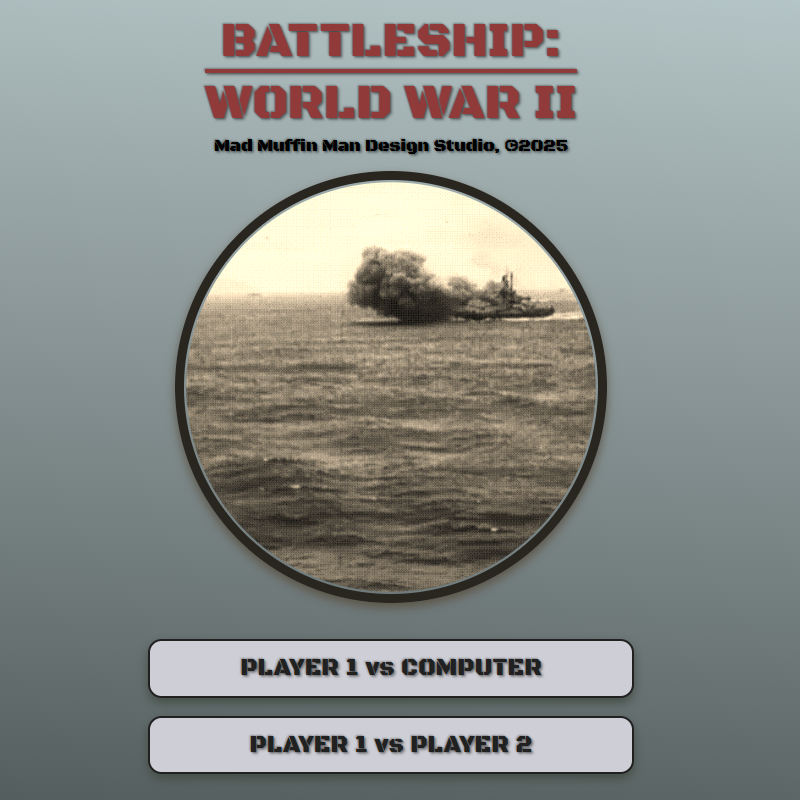 BATTLESHIP:
WORLD WAR II
Mad Muffin Man Design Studio, ©2025
PLAYER 1 vs COMPUTER
PLAYER 1 vs PLAYER 2